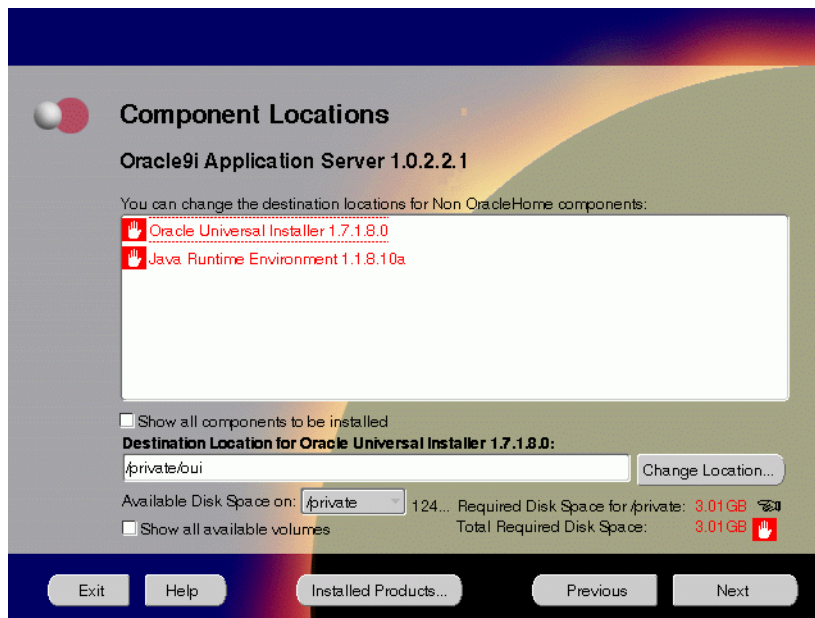 Component Locations
Oracle9i Application Server 1.0.2.2.1
You can change the destination locations for Non OracleHome components:
Oracle Universal Installer 1.7.1.8.0
Java Runtime Environment 1.1.8.10a
Show all components to be installed
Destination Location for Oracle Universal Installer 1.7.1.8.0:
/private/oui
Change Location...
Available Disk Space on: /private 124... Required Disk Space for /private: 3.01GB
Show all available volumes Total Required Disk Space: 3.01GB
Exit Help Installed Products... Previous Next